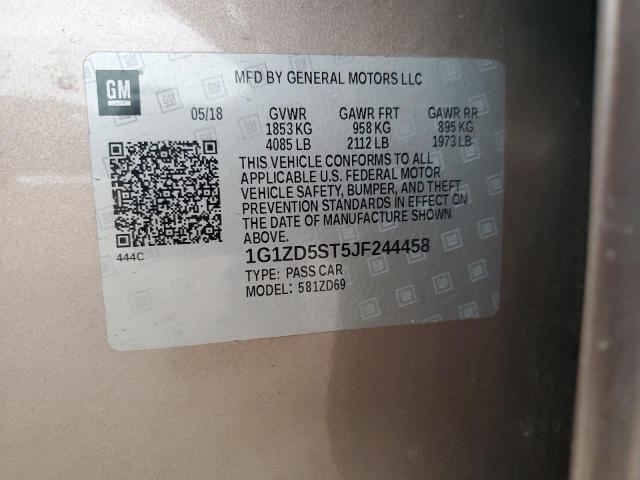 GM
MFD BY GENERAL MOTORS LLC
05/18 GVWR GAWR FRT GAWR RR
1853 KG 958 KG 895 KG
4085 LB 2112 LB 1973 LB
THIS VEHICLE CONFORMS TO ALL
APPLICABLE U.S. FEDERAL MOTOR
VEHICLE SAFETY, BUMPER, AND THEFT
PREVENTION STANDARDS IN EFFECT ON
THE DATE OF MANUFACTURE SHOWN
ABOVE.
444C
1G1ZD5ST5JF244458
TYPE: PASS CAR
MODEL: 581ZD69